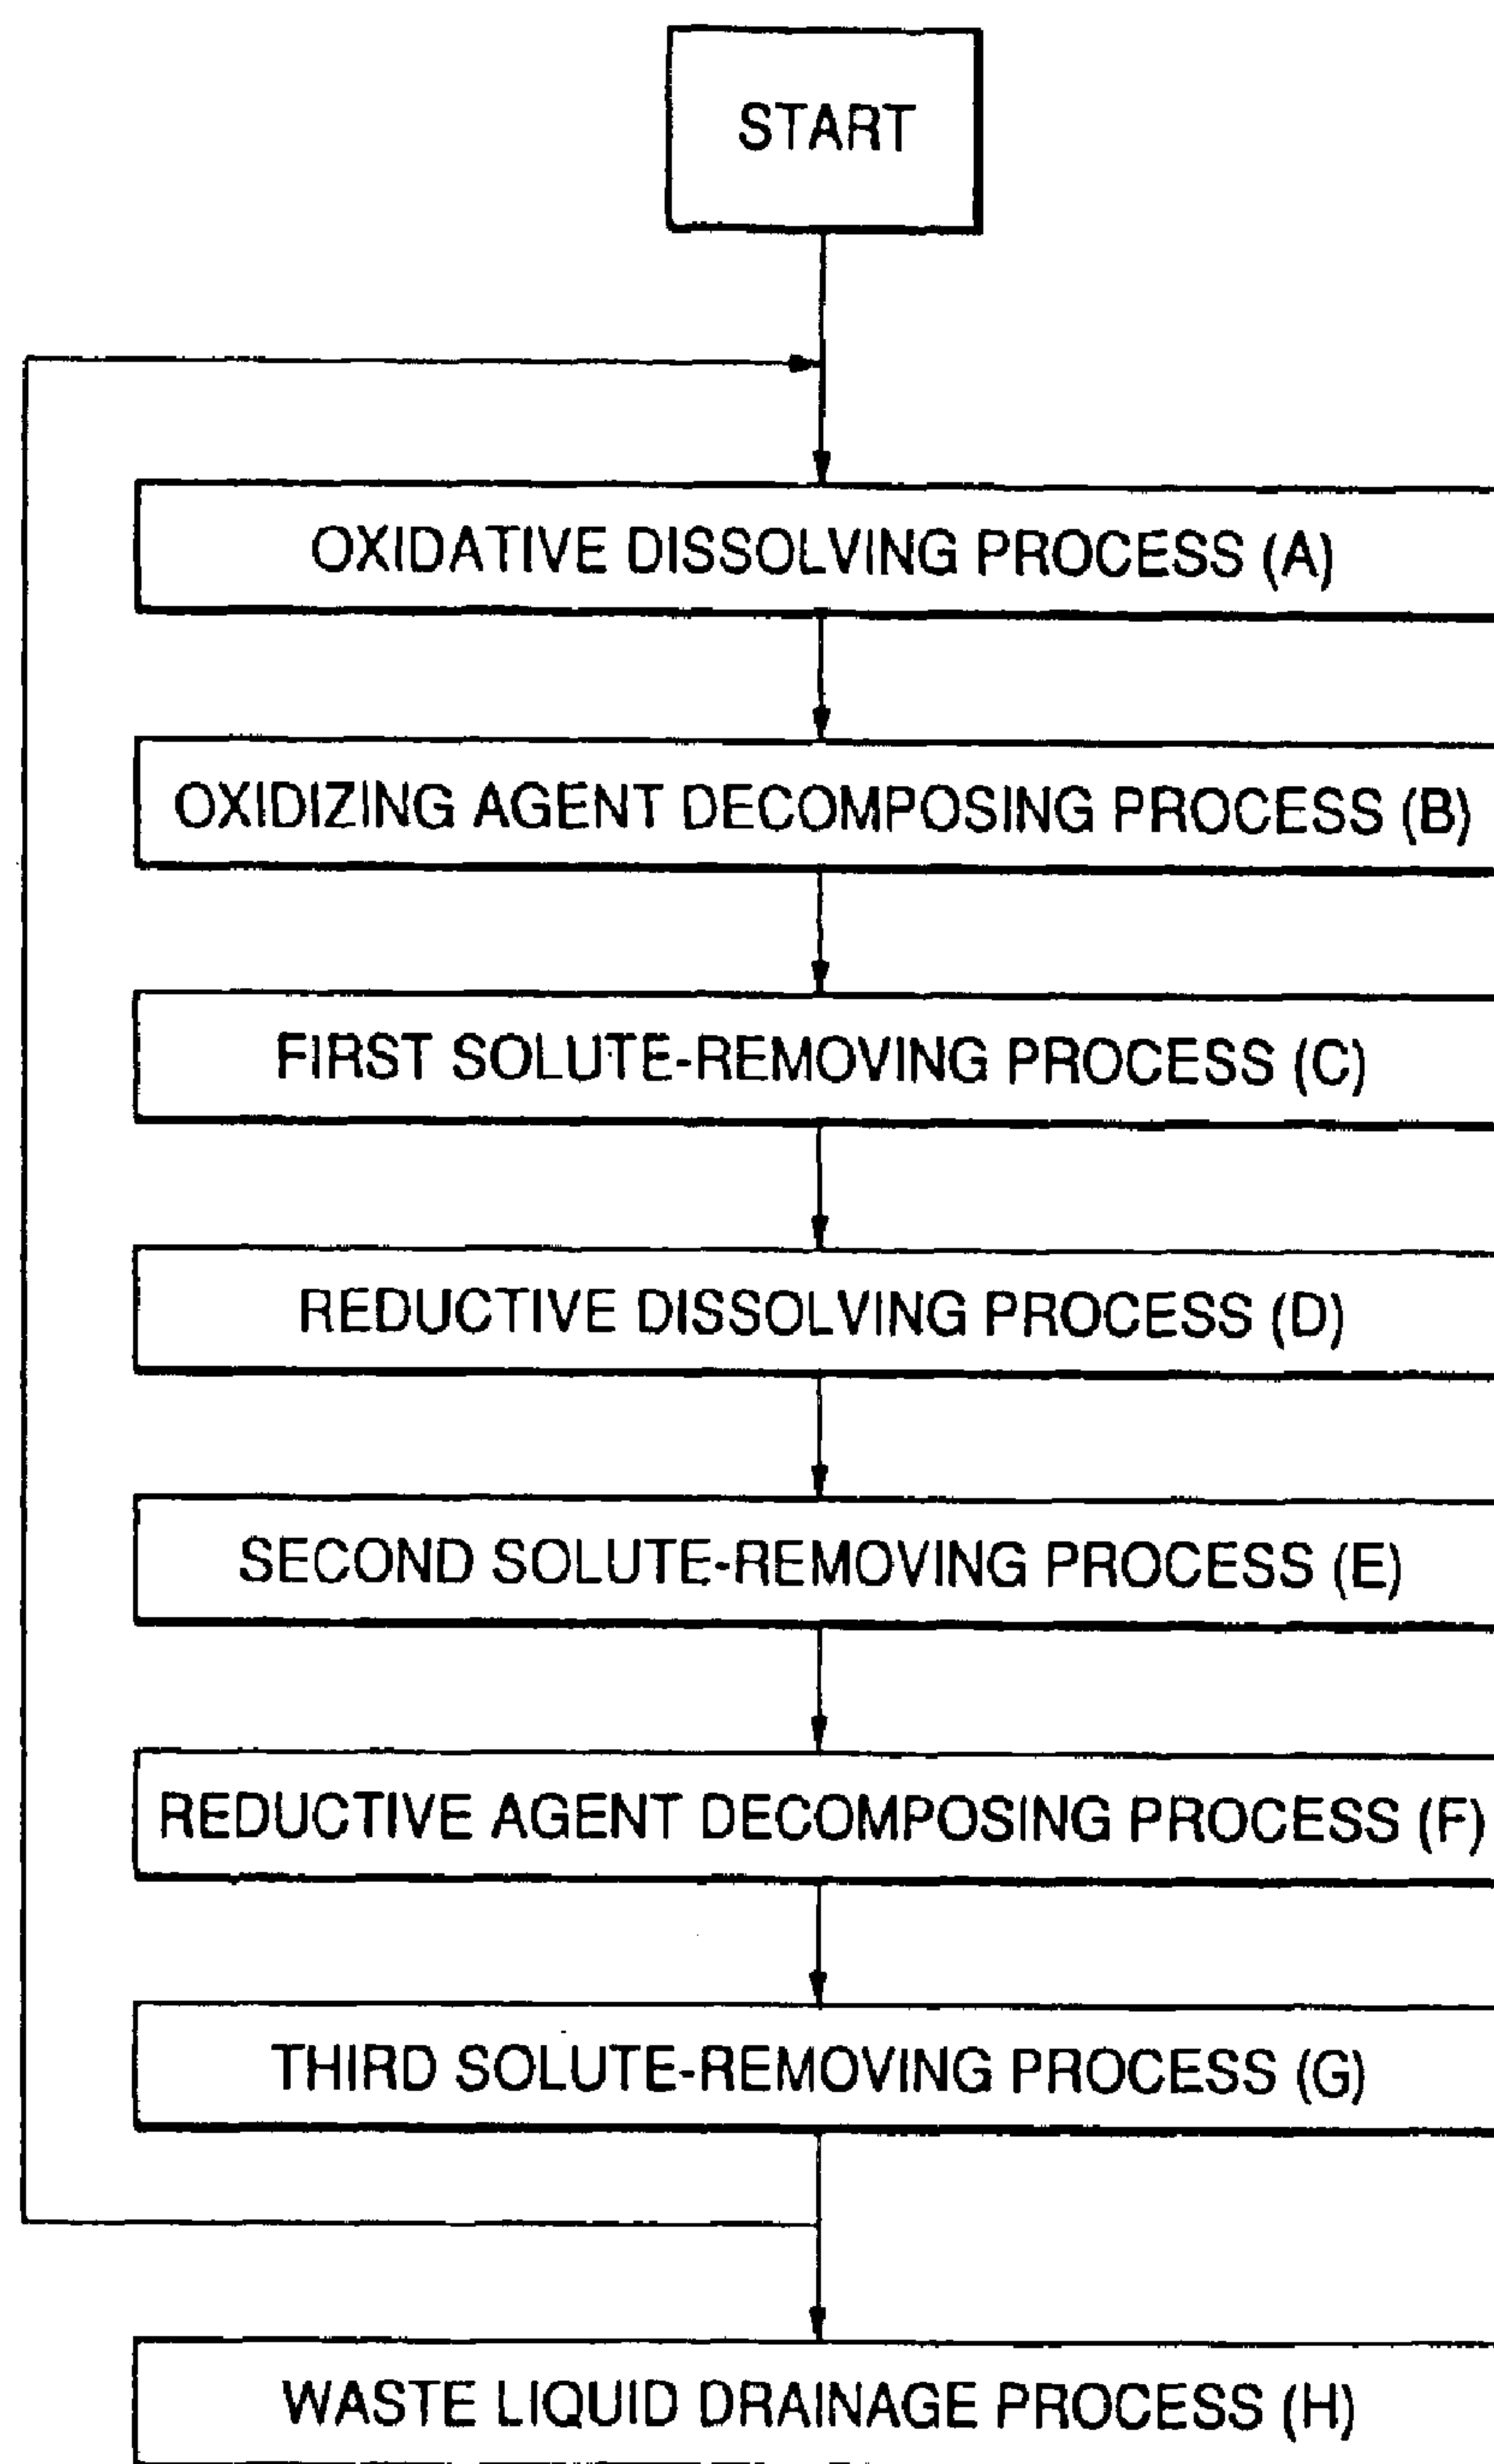 START
OXIDATIVE DISSOLVING PROCESS (A)
OXIDIZING AGENT DECOMPOSING PROCESS (B)
FIRST SOLUTE-REMOVING PROCESS (C)
REDUCTIVE DISSOLVING PROCESS (D)
SECOND SOLUTE-REMOVING PROCESS (E)
REDUCTIVE AGENT DECOMPOSING PROCESS (F)
THIRD SOLUTE-REMOVING PROCESS (G)
WASTE LIQUID DRAINAGE PROCESS (H)